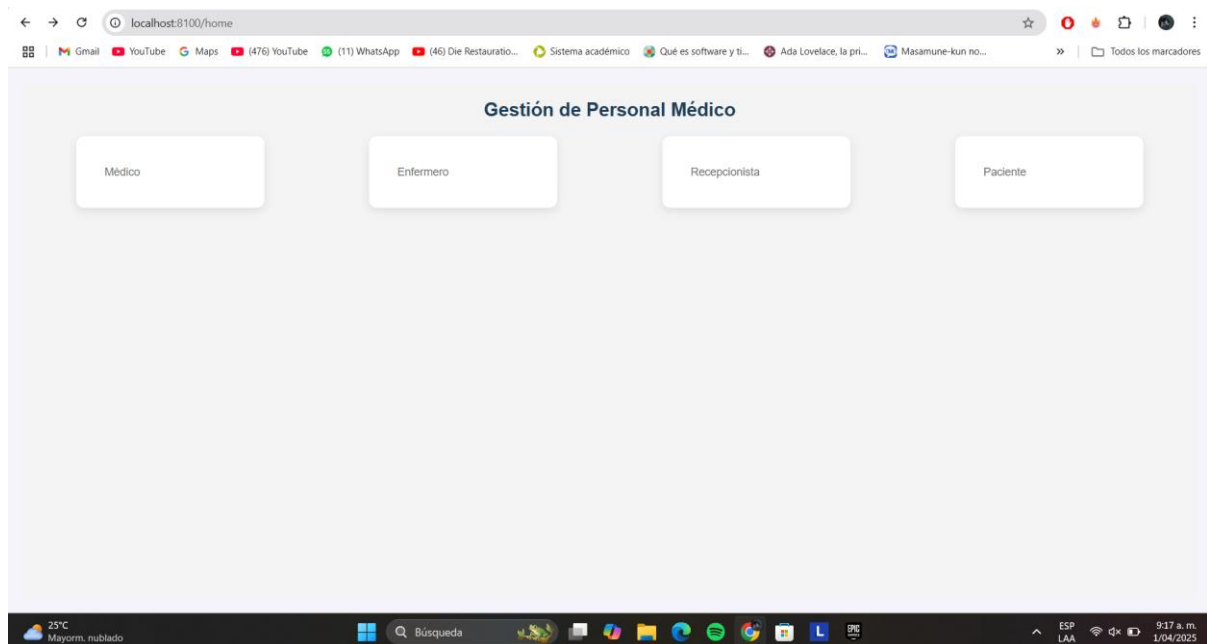 localhost:8100/home
Gmail YouTube Maps (476) YouTube (11) WhatsApp (46) Die Restauratio... Sistema académico Qué es software y ti... Ada Lovelace, la pri... Masamune-kun no... » Todos los marcadores
Gestión de Personal Médico
Médico Enfermero Recepcionista Paciente
25°C
Mayorm. nublado
Búsqueda
L
EPIC
ESP
LAA
9:17 a. m.
1/04/2025